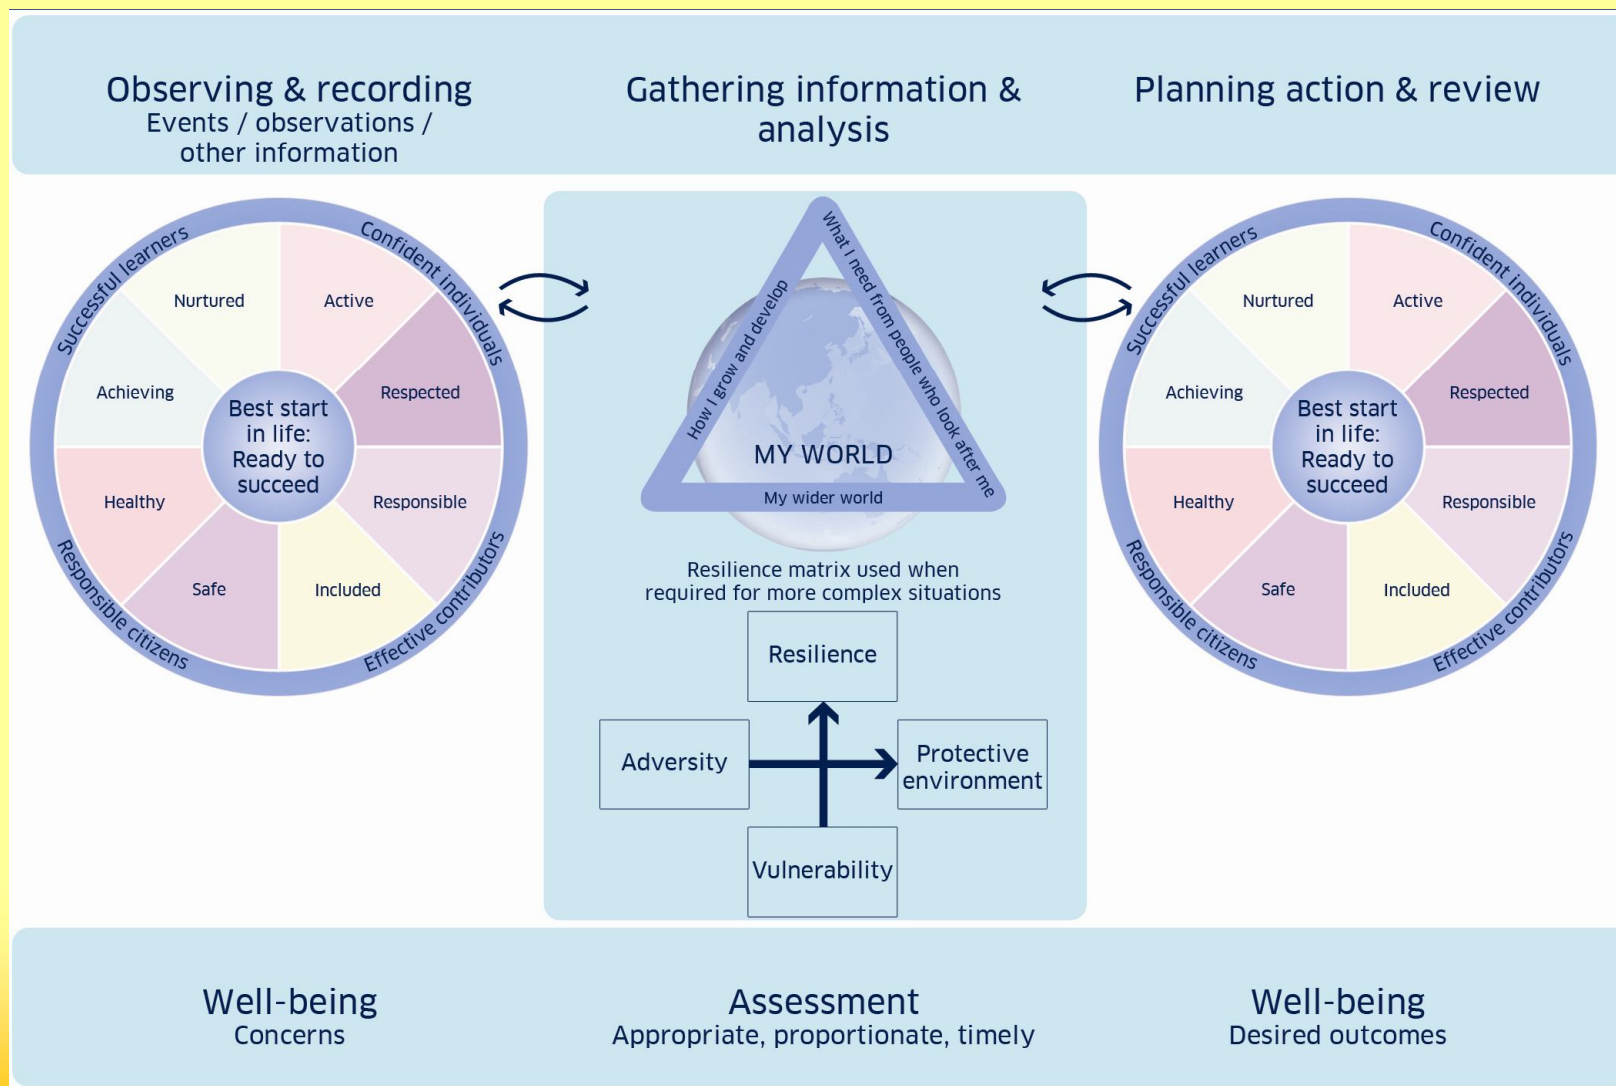 Observing & recording
Events / observations /
other information
Gathering information &
analysis
Planning action & review
Successful learners
Confident individuals
Nurtured
Active
Achieving
Respected
Best start
in life:
Ready to
succeed
Healthy
Responsible
Safe
Included
Responsible citizens
Effective contributors
How I grow and develop
What I need from people who look after me
MY WORLD
My wider world
Resilience matrix used when
required for more complex situations
Resilience
Adversity
Protective
environment
Vulnerability
Successful learners
Confident individuals
Nurtured
Active
Achieving
Respected
Best start
in life:
Ready to
succeed
Healthy
Responsible
Safe
Included
Responsible citizens
Effective contributors
Well-being
Concerns
Assessment
Appropriate, proportionate, timely
Well-being
Desired outcomes